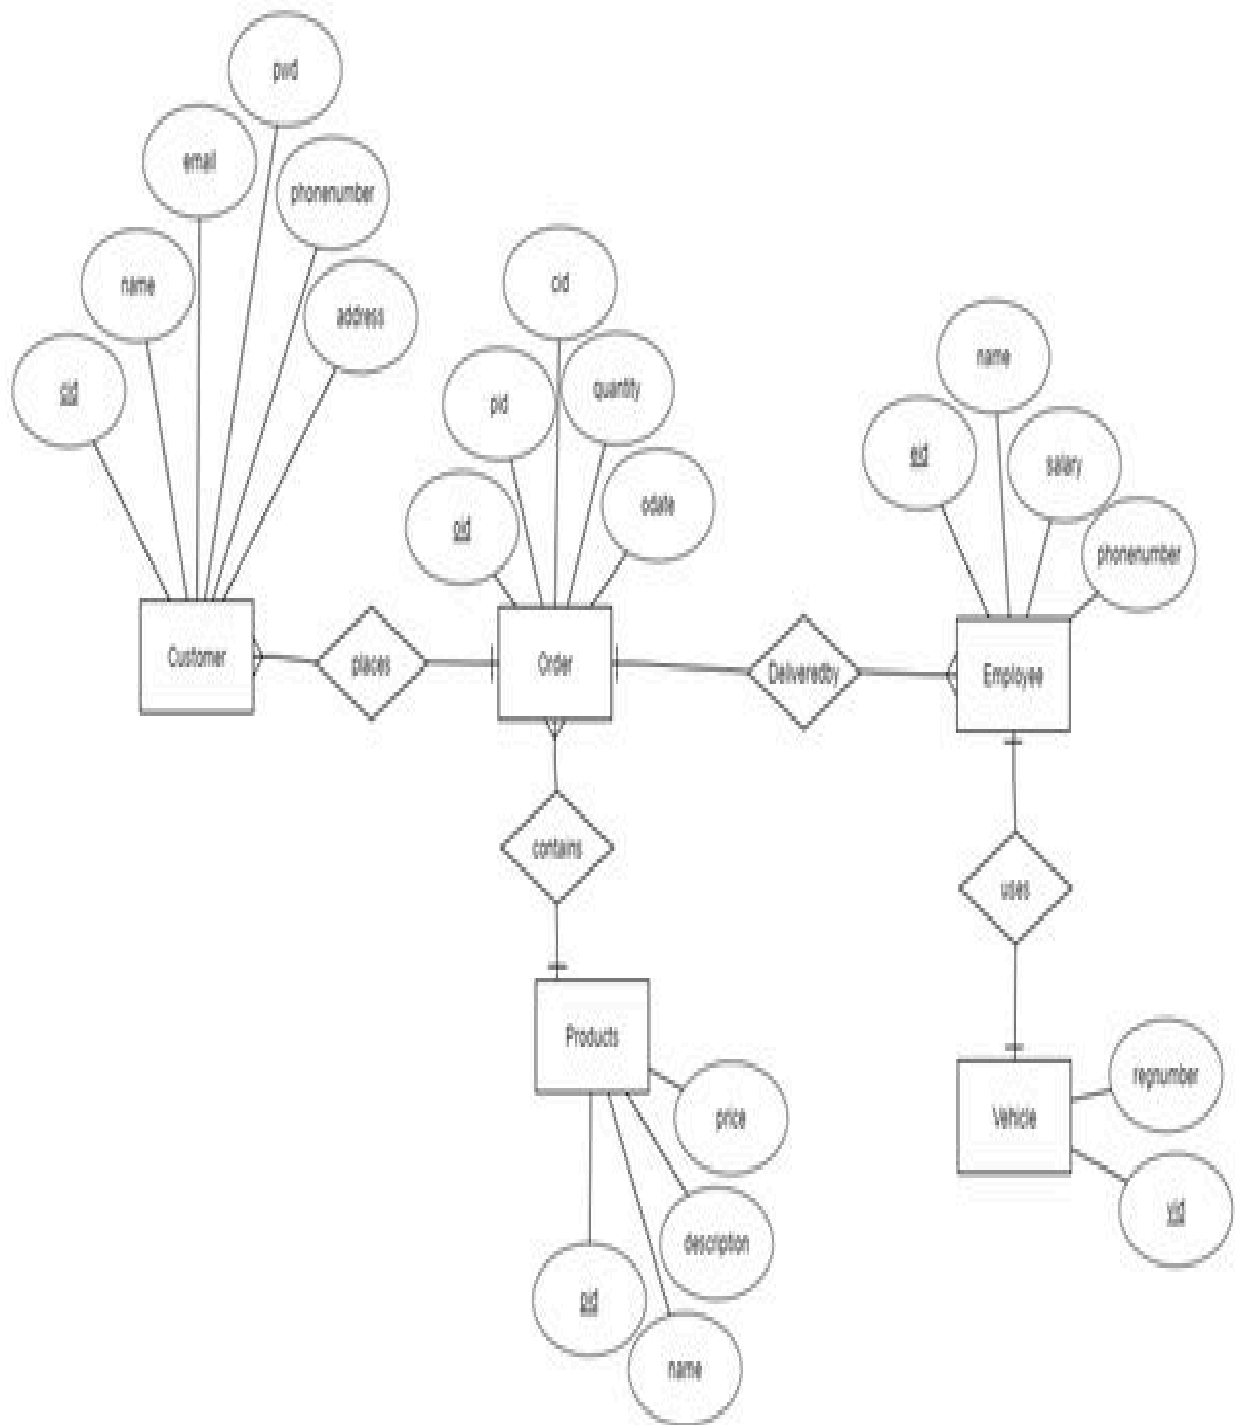 pwd
email
phonenumber
name
address
cid
cid
pid
quantity
oid
odate
name
eid
salary
phonenumber
Customer
places
Order
Deliveredby
Employee
contains
uses
Products
price
description
pid
name
Vehicle
regnumber
vid